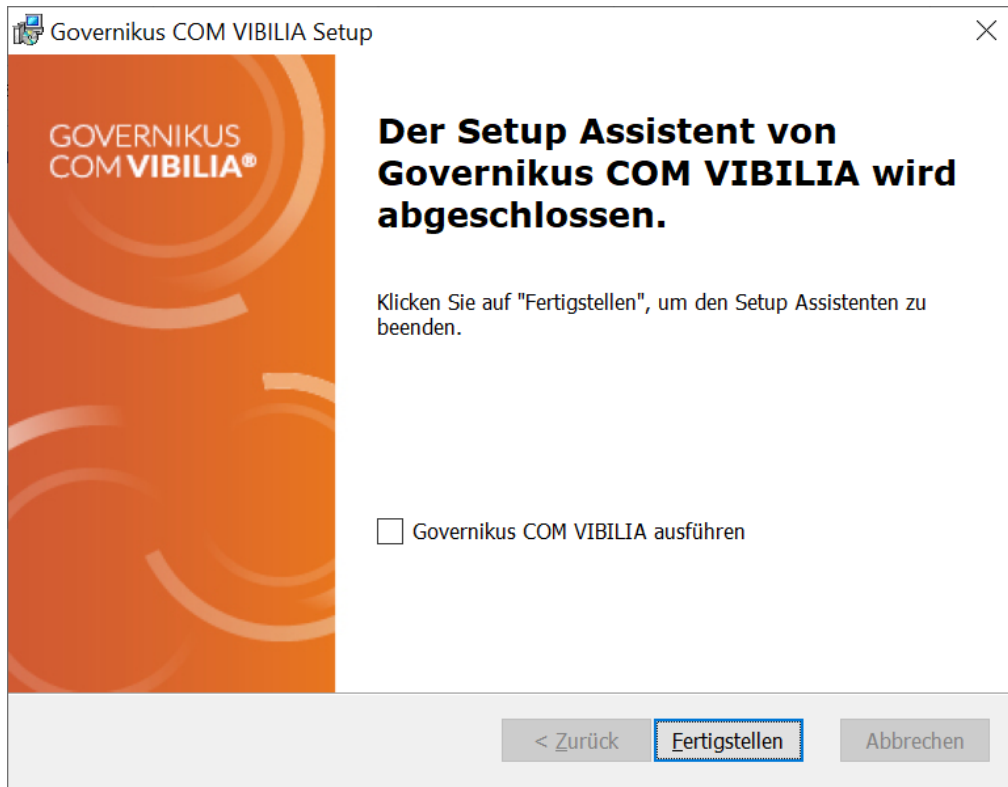 Governikus COM VIBILIA Setup
GOVERNIKUS
COM VIBILIA®
Der Setup Assistent von
Governikus COM VIBILIA wird
abgeschlossen.
Klicken Sie auf "Fertigstellen", um den Setup Assistenten zu
beenden.
Governikus COM VIBILIA ausführen
< Zurück
Fertigstellen
Abbrechen